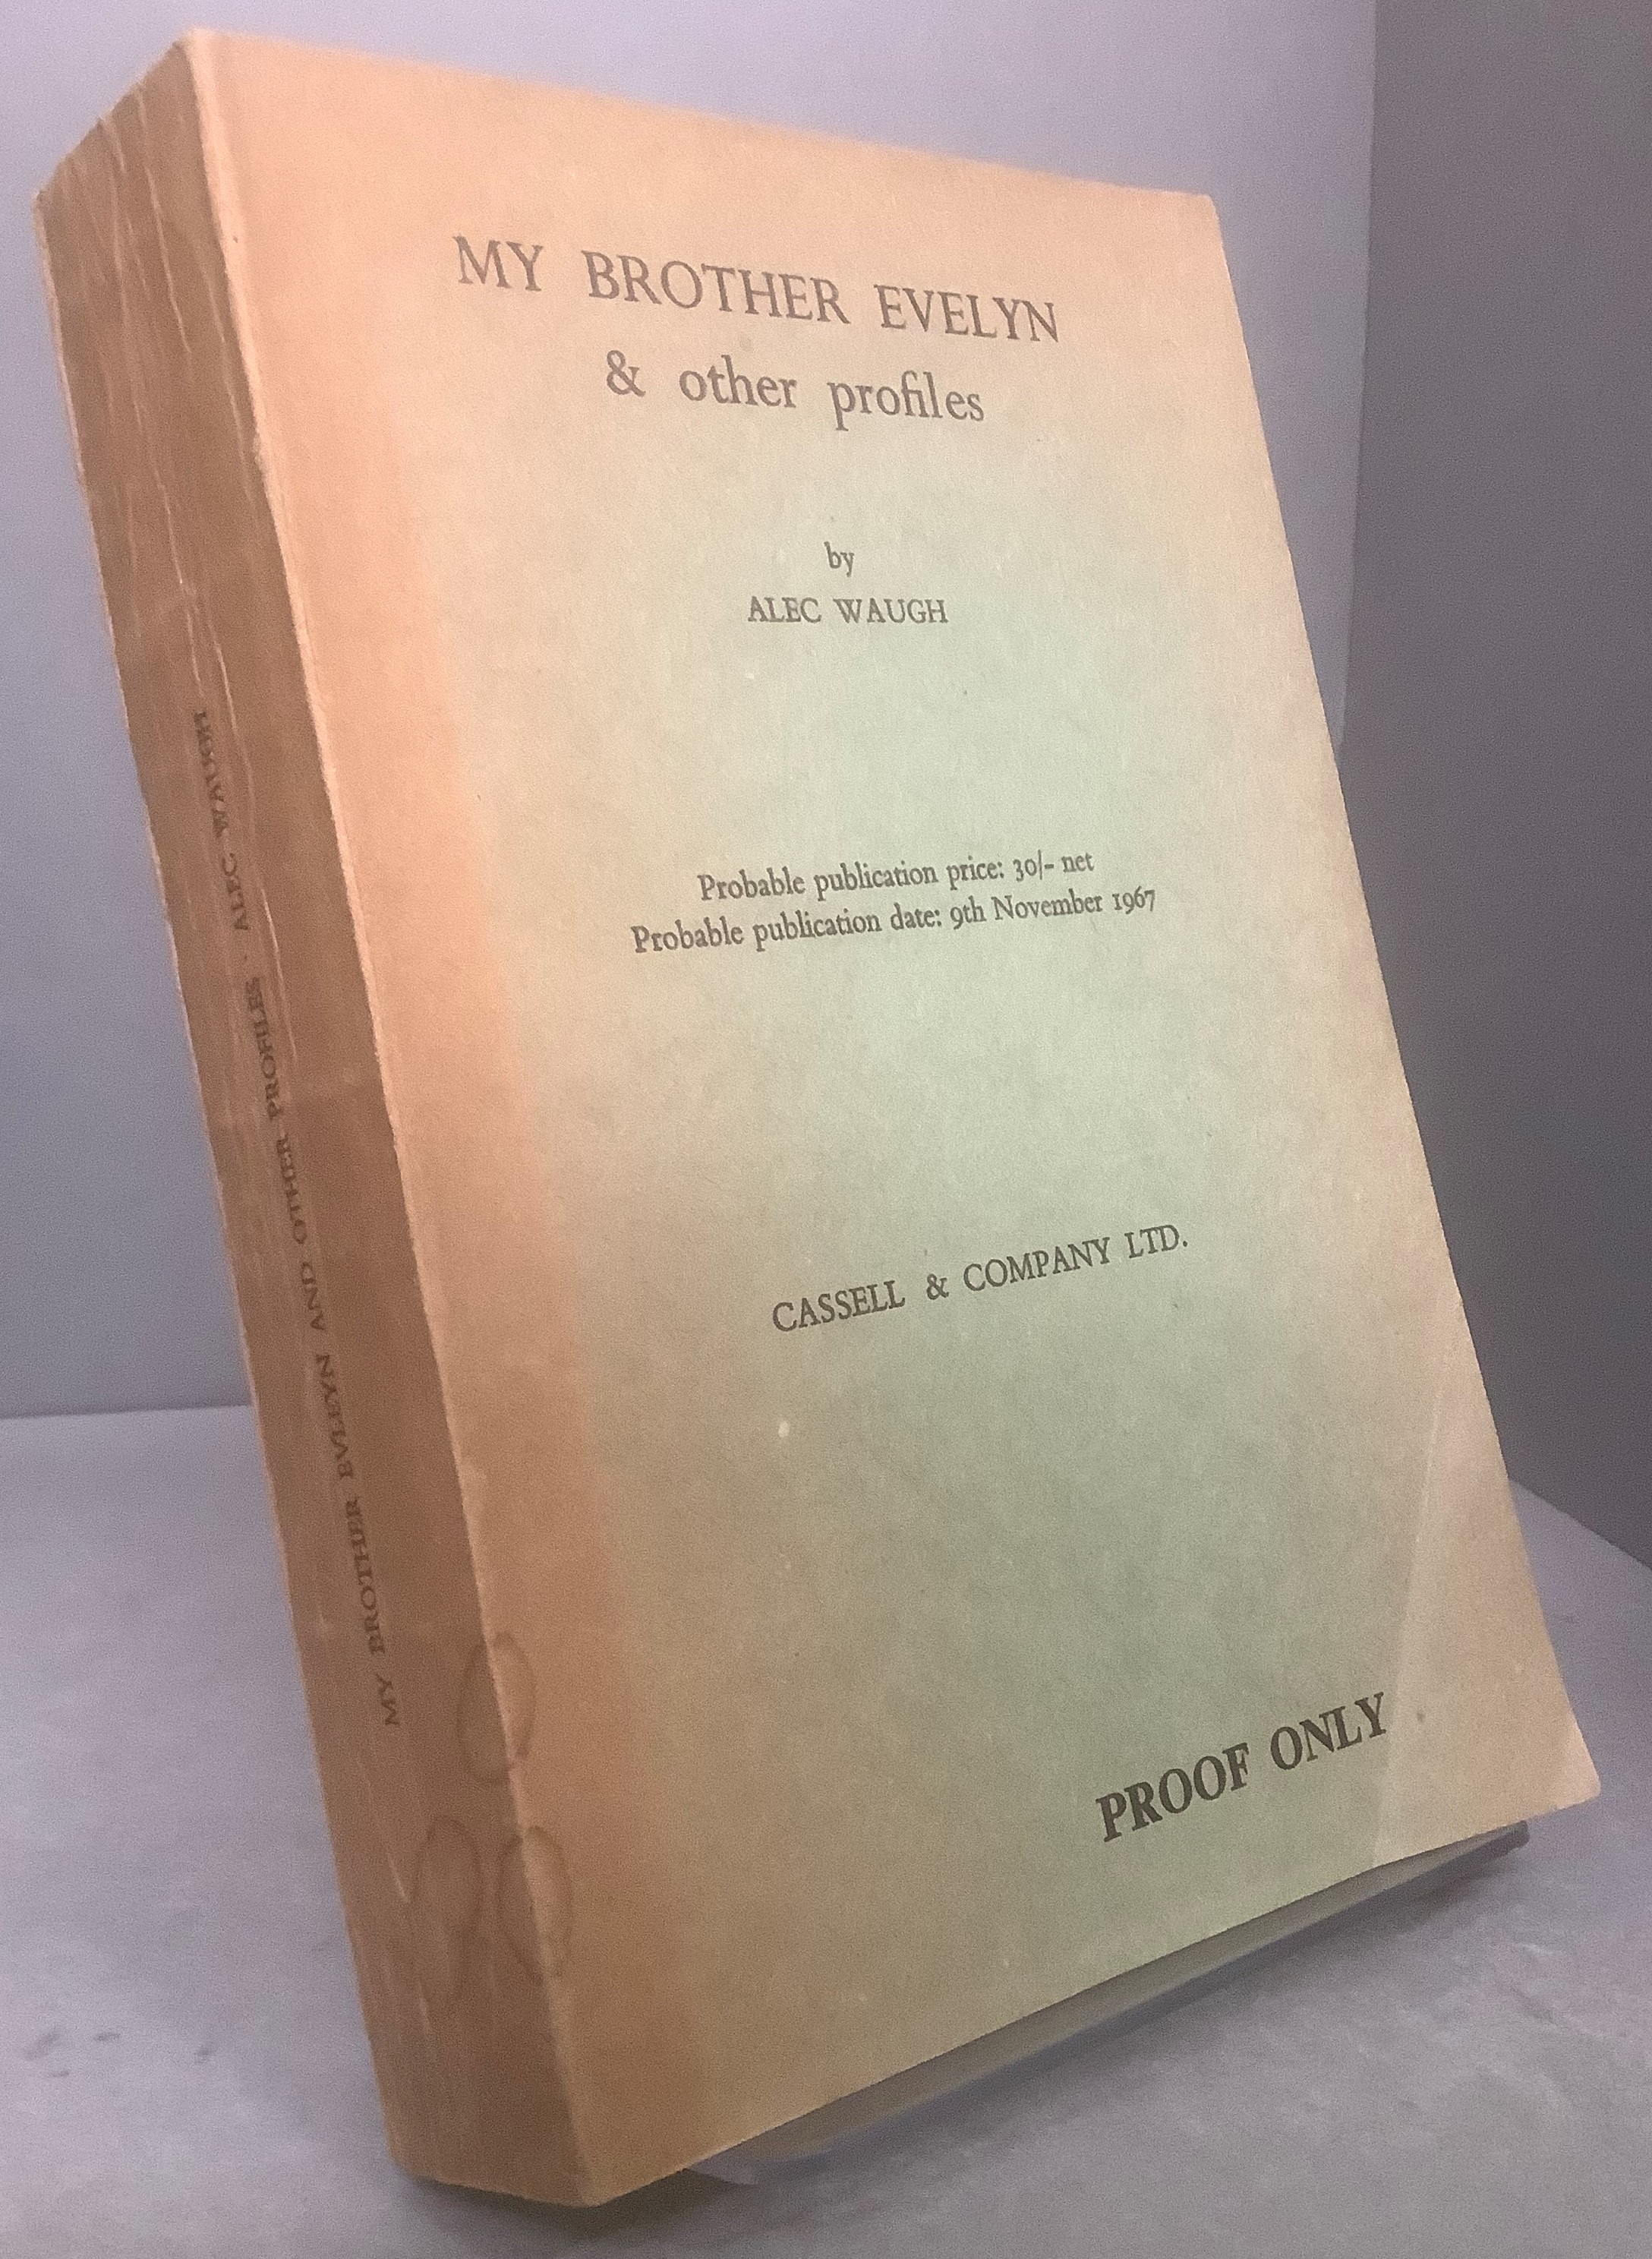 MY BROTHER EVELYN
& other profiles
by
ALEC WAUGH
Probable publication price: 30/- net
Probable publication date: 9th November 1967
CASSELL & COMPANY LTD.
PROOF ONLY
MY BROTHER EVELYN AND OTHER PROFILES · ALEC WAUGH